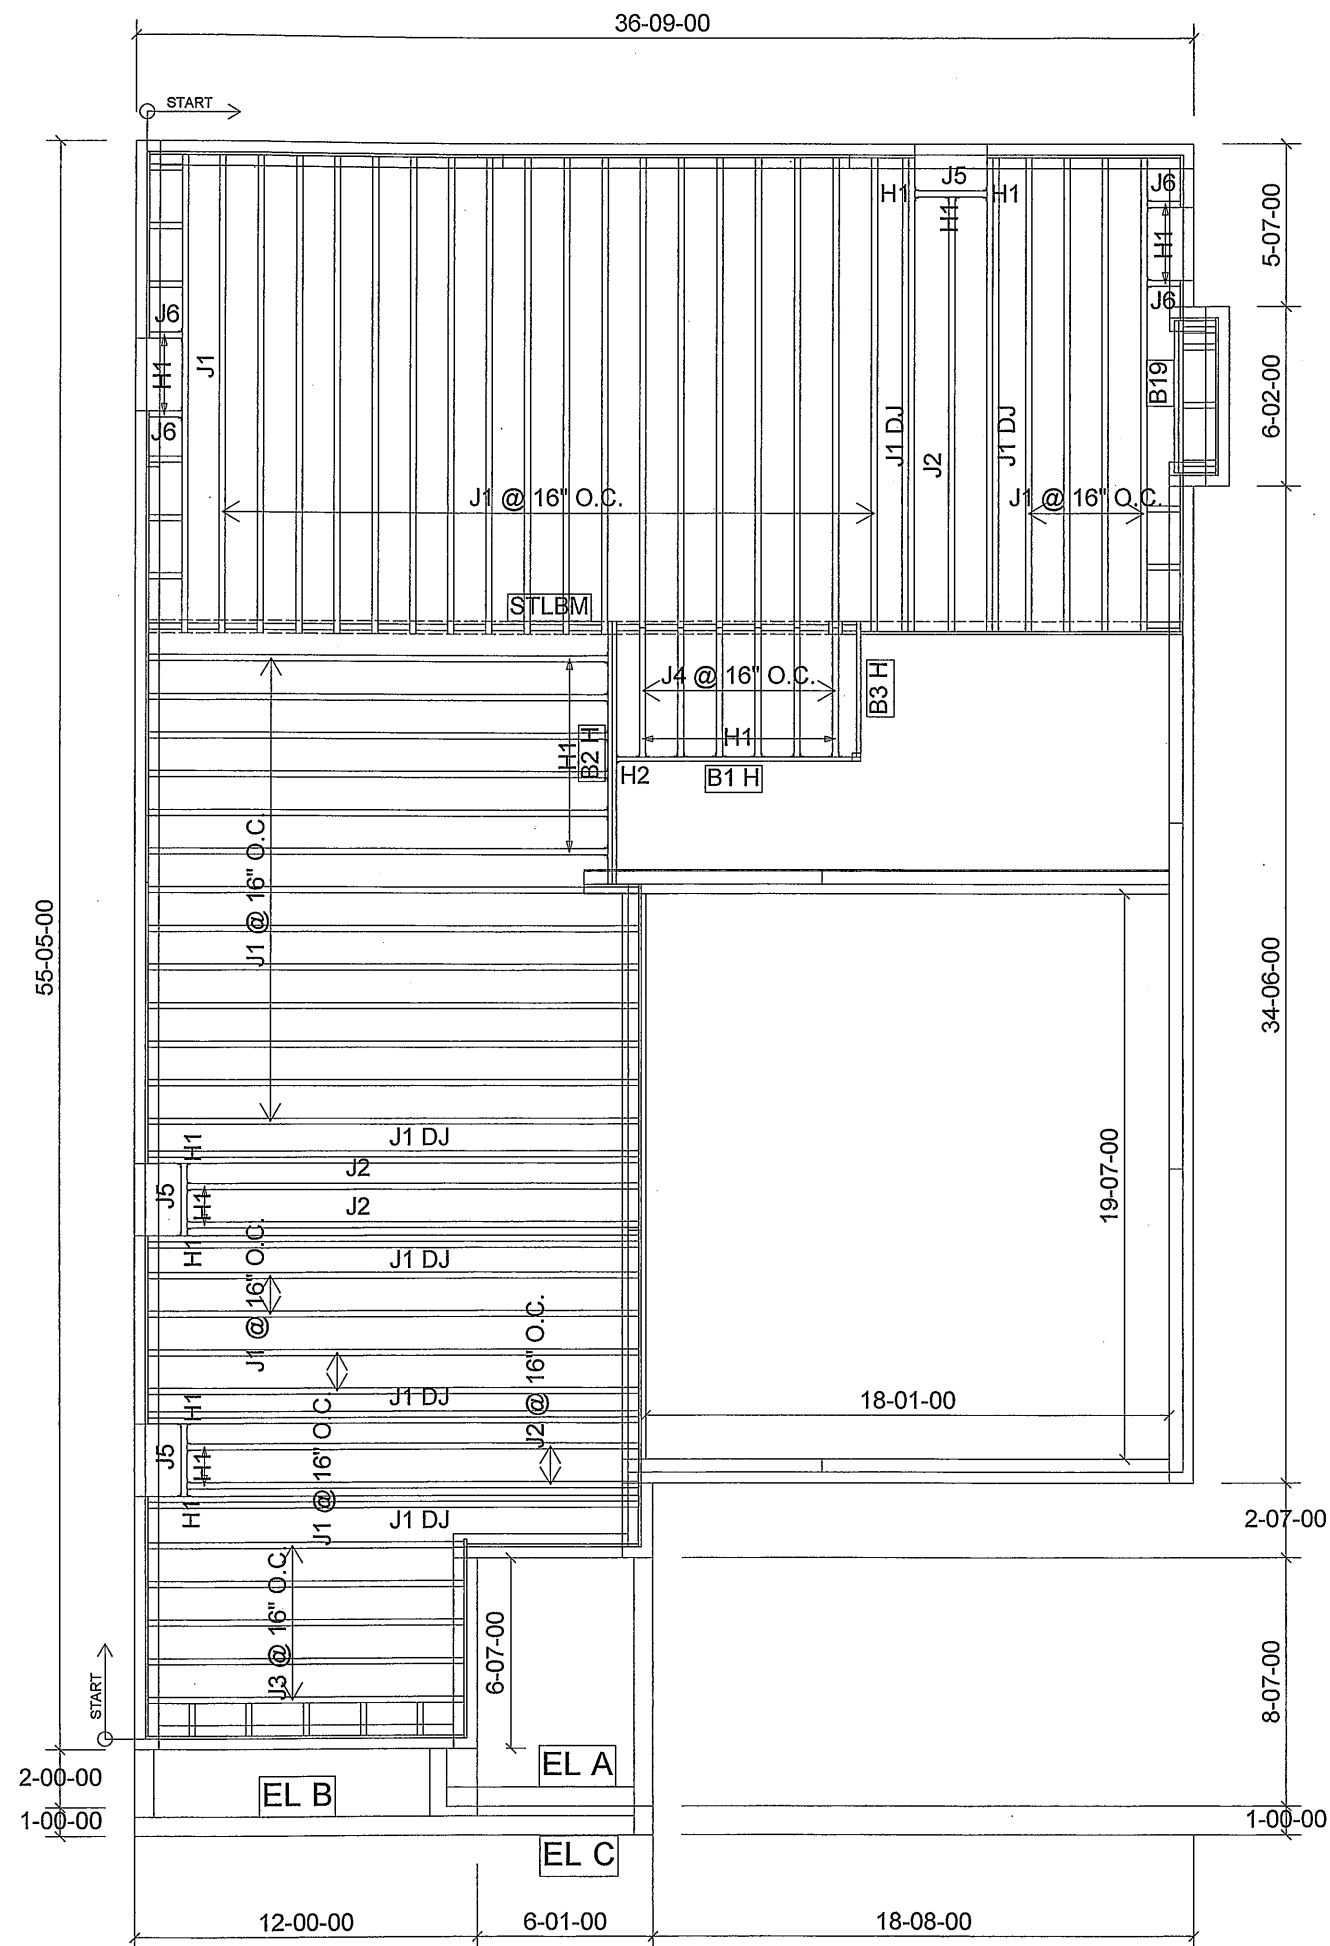 36-09-00
START
J5
H1
H1
H1
J6
H1
J6
5-07-00
J6
H1
J6
J1
B19
6-02-00
J1 DJ
J2
J1 DJ
J1 @ 16" O.C.
J1 @ 16" O.C.
STLBM
J4 @ 16" O.C.
B3 H
H1
B2 H
H1
H2
B1 H
J1 @ 16" O.C.
55-05-00
34-06-00
19-07-00
J1 DJ
H1
J2
J5
H1
J2
H1
J1 DJ
J1 @ 16" O.C.
J2 @ 16" O.C.
J1 DJ
H1
18-01-00
J5
H1
J1 @ 16" O.C.
H1
J1 DJ
2-07-00
J3 @ 16" O.C.
6-07-00
START
8-07-00
EL A
2-00-00
EL B
1-00-00
1-00-00
EL C
12-00-00
6-01-00
18-08-00